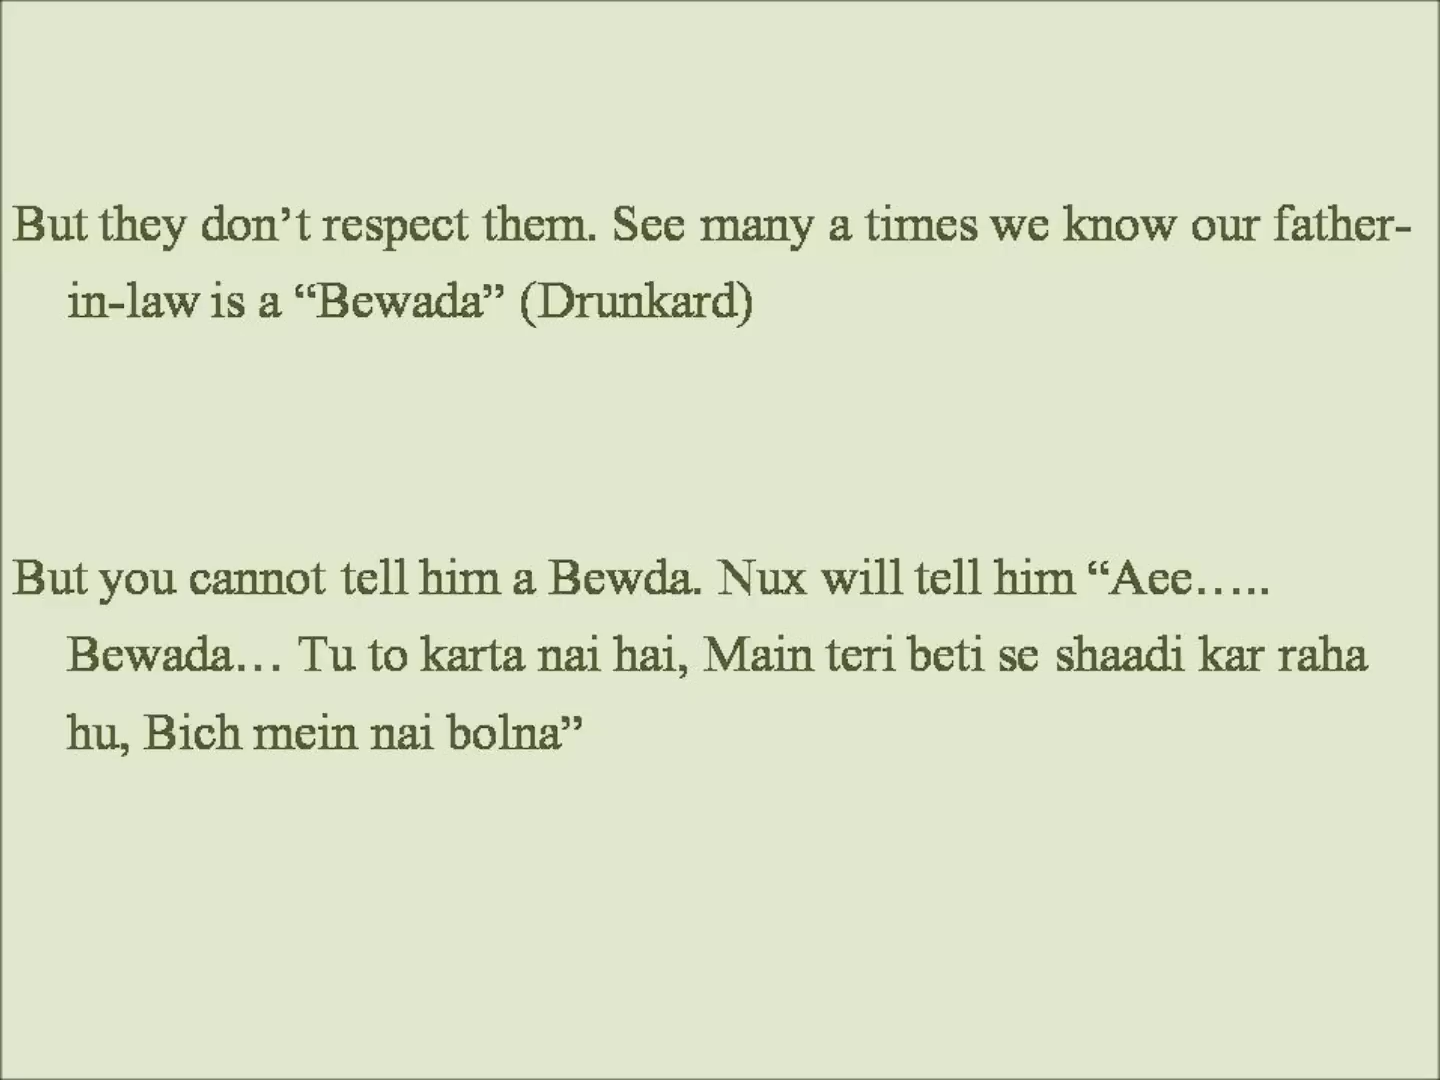 But they don’t respect them. See many a times we know our father-
in-law is a “Bewada” (Drunkard)
But you cannot tell him a Bewda. Nux will tell him “Aee.....
Bewada... Tu to karta nai hai, Main teri beti se shaadi kar raha
hu, Bich mein nai bolna”